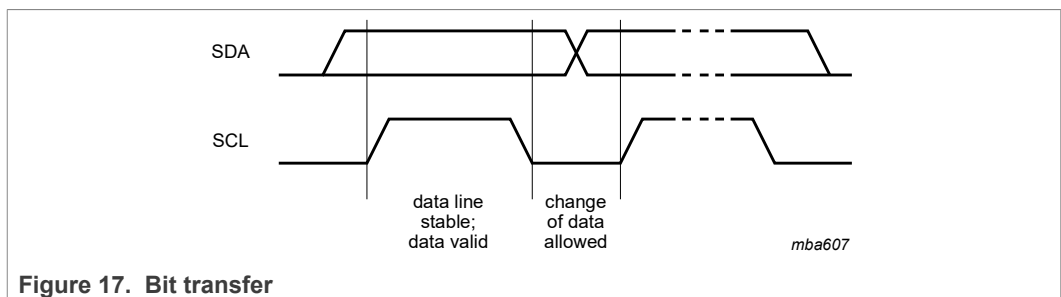 SDA
SCL
data line
stable;
data valid
change
of data
allowed
mba607
Figure 17. Bit transfer